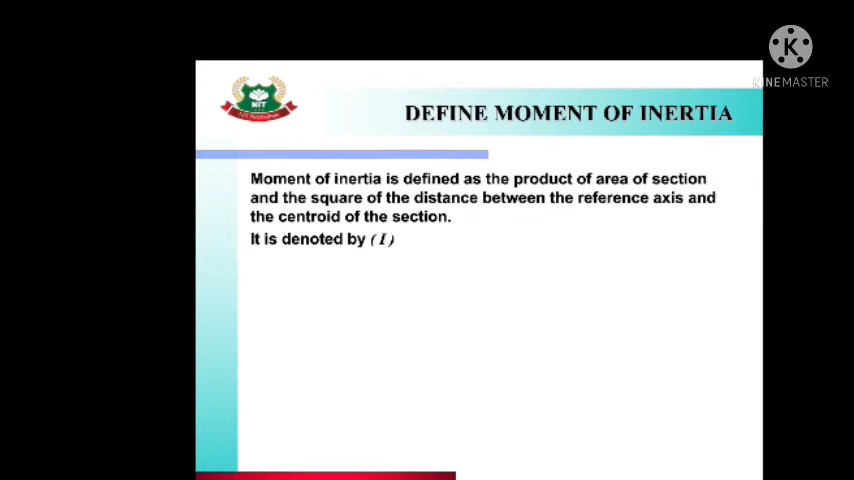 KINEMASTER
NIT
DEFINE MOMENT OF INERTIA
Moment of inertia is defined as the product of area of section
and the square of the distance between the reference axis and
the centroid of the section.
It is denoted by (I)